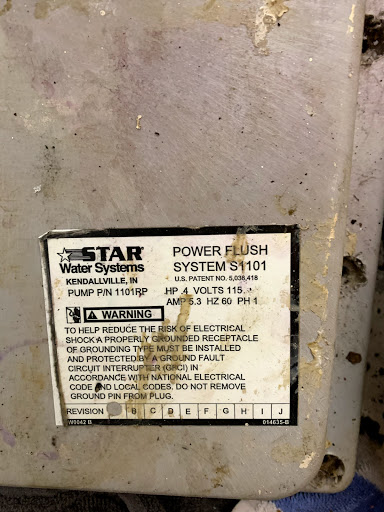 STAR
Water Systems
KENDALLVILLE, IN
PUMP P/N 1101RP
POWER FLUSH
SYSTEM S1101
U.S. PATENT NO. 5,038,418
HP .4 VOLTS 115
AMP 5.3 HZ 60 PH 1
WARNING
TO HELP REDUCE THE RISK OF ELECTRICAL
SHOCK A PROPERLY GROUNDED RECEPTACLE
OF GROUNDING TYPE MUST BE INSTALLED
AND PROTECTED BY A GROUND FAULT
CIRCUIT INTERRUPTER (GFCI) IN
ACCORDANCE WITH NATIONAL ELECTRICAL
CODE AND LOCAL CODES. DO NOT REMOVE
GROUND PIN FROM PLUG.
REVISION B C D E F G H I J
W0042 B 014635-B